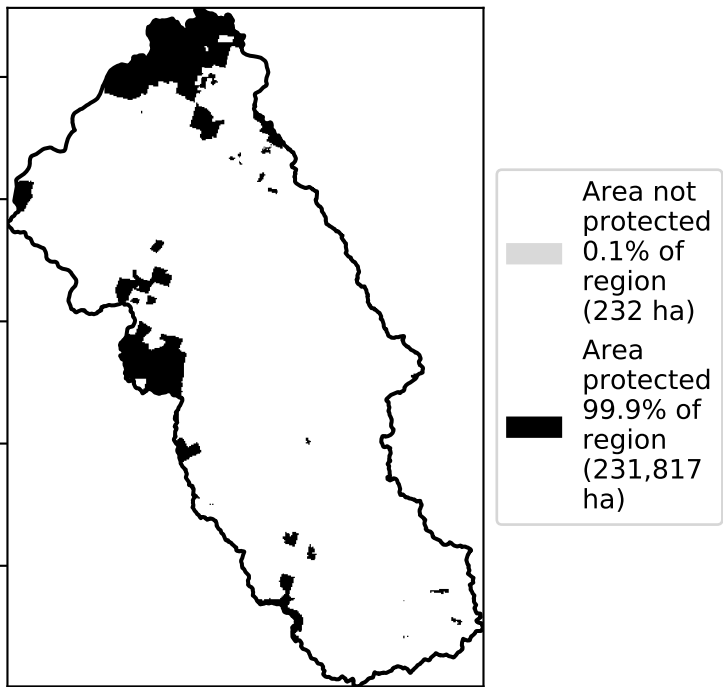 Area not
protected
0.1% of
region
(232 ha)
Area
protected
99.9% of
region
(231,817
ha)